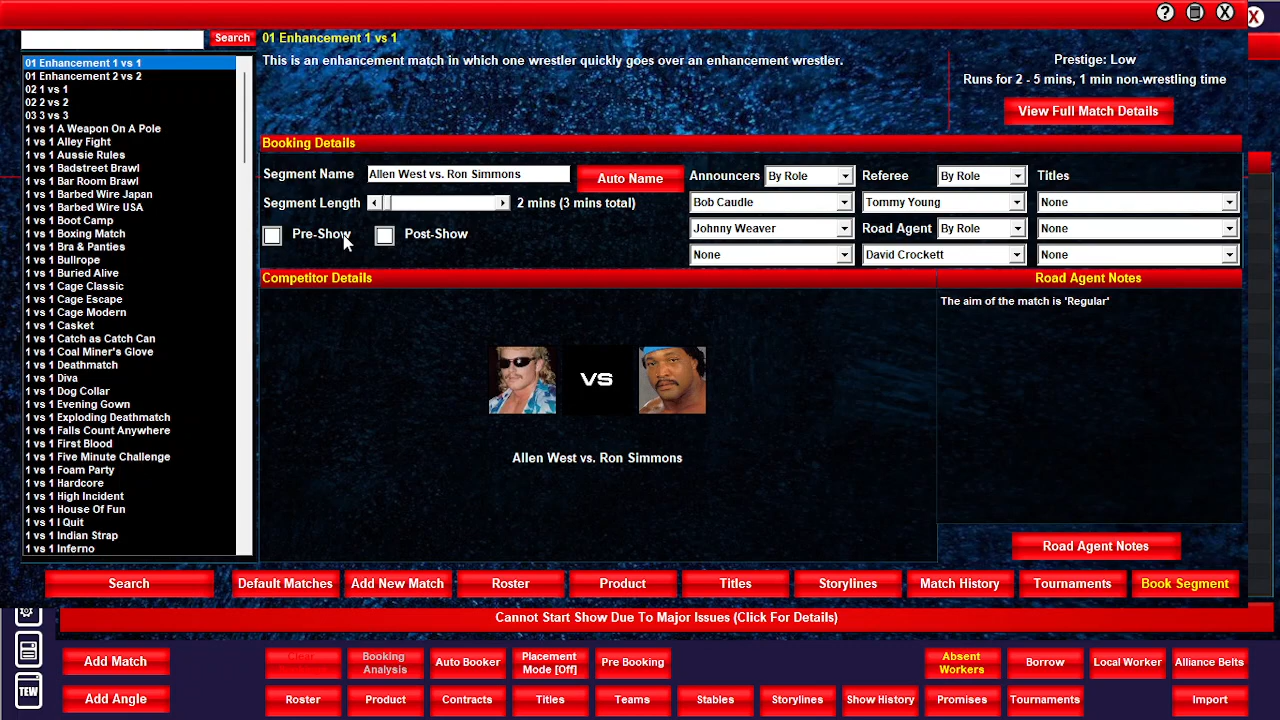 ? X X
Search
01 Enhancement 1 vs 1
This is an enhancement match in which one wrestler quickly goes over an enhancement wrestler.
Prestige: Low
Runs for 2 - 5 mins, 1 min non-wrestling time
View Full Match Details
01 Enhancement 1 vs 1
01 Enhancement 2 vs 2
02 1 vs 1
02 2 vs 2
03 3 vs 3
1 vs 1 A Weapon On A Pole
1 vs 1 Alley Fight
1 vs 1 Aussie Rules
1 vs 1 Badstreet Brawl
1 vs 1 Bar Room Brawl
1 vs 1 Barbed Wire Japan
1 vs 1 Barbed Wire USA
1 vs 1 Boot Camp
1 vs 1 Boxing Match
1 vs 1 Bra & Panties
1 vs 1 Bullrope
1 vs 1 Buried Alive
1 vs 1 Cage Classic
1 vs 1 Cage Escape
1 vs 1 Cage Modern
1 vs 1 Casket
1 vs 1 Catch as Catch Can
1 vs 1 Coal Miner's Glove
1 vs 1 Deathmatch
1 vs 1 Diva
1 vs 1 Dog Collar
1 vs 1 Evening Gown
1 vs 1 Exploding Deathmatch
1 vs 1 Falls Count Anywhere
1 vs 1 First Blood
1 vs 1 Five Minute Challenge
1 vs 1 Foam Party
1 vs 1 Hardcore
1 vs 1 High Incident
1 vs 1 House Of Fun
1 vs 1 I Quit
1 vs 1 Indian Strap
1 vs 1 Inferno
Booking Details
Segment Name Allen West vs. Ron Simmons Auto Name
Segment Length 2 mins (3 mins total)
Pre-Show Post-Show
Announcers By Role Referee By Role Titles
Bob Caudle Tommy Young None
Johnny Weaver Road Agent By Role None
None David Crockett None
Competitor Details
Road Agent Notes
The aim of the match is 'Regular'
VS
Allen West vs. Ron Simmons
Road Agent Notes
Search Default Matches Add New Match Roster Product Titles Storylines Match History Tournaments Book Segment
Cannot Start Show Due To Major Issues (Click For Details)
Add Match Clear Booking Analysis Auto Booker Placement Mode [Off] Pre Booking Absent Workers Borrow Local Worker Alliance Belts
TEW
Add Angle Roster Product Contracts Titles Teams Stables Storylines Show History Promises Tournaments Import